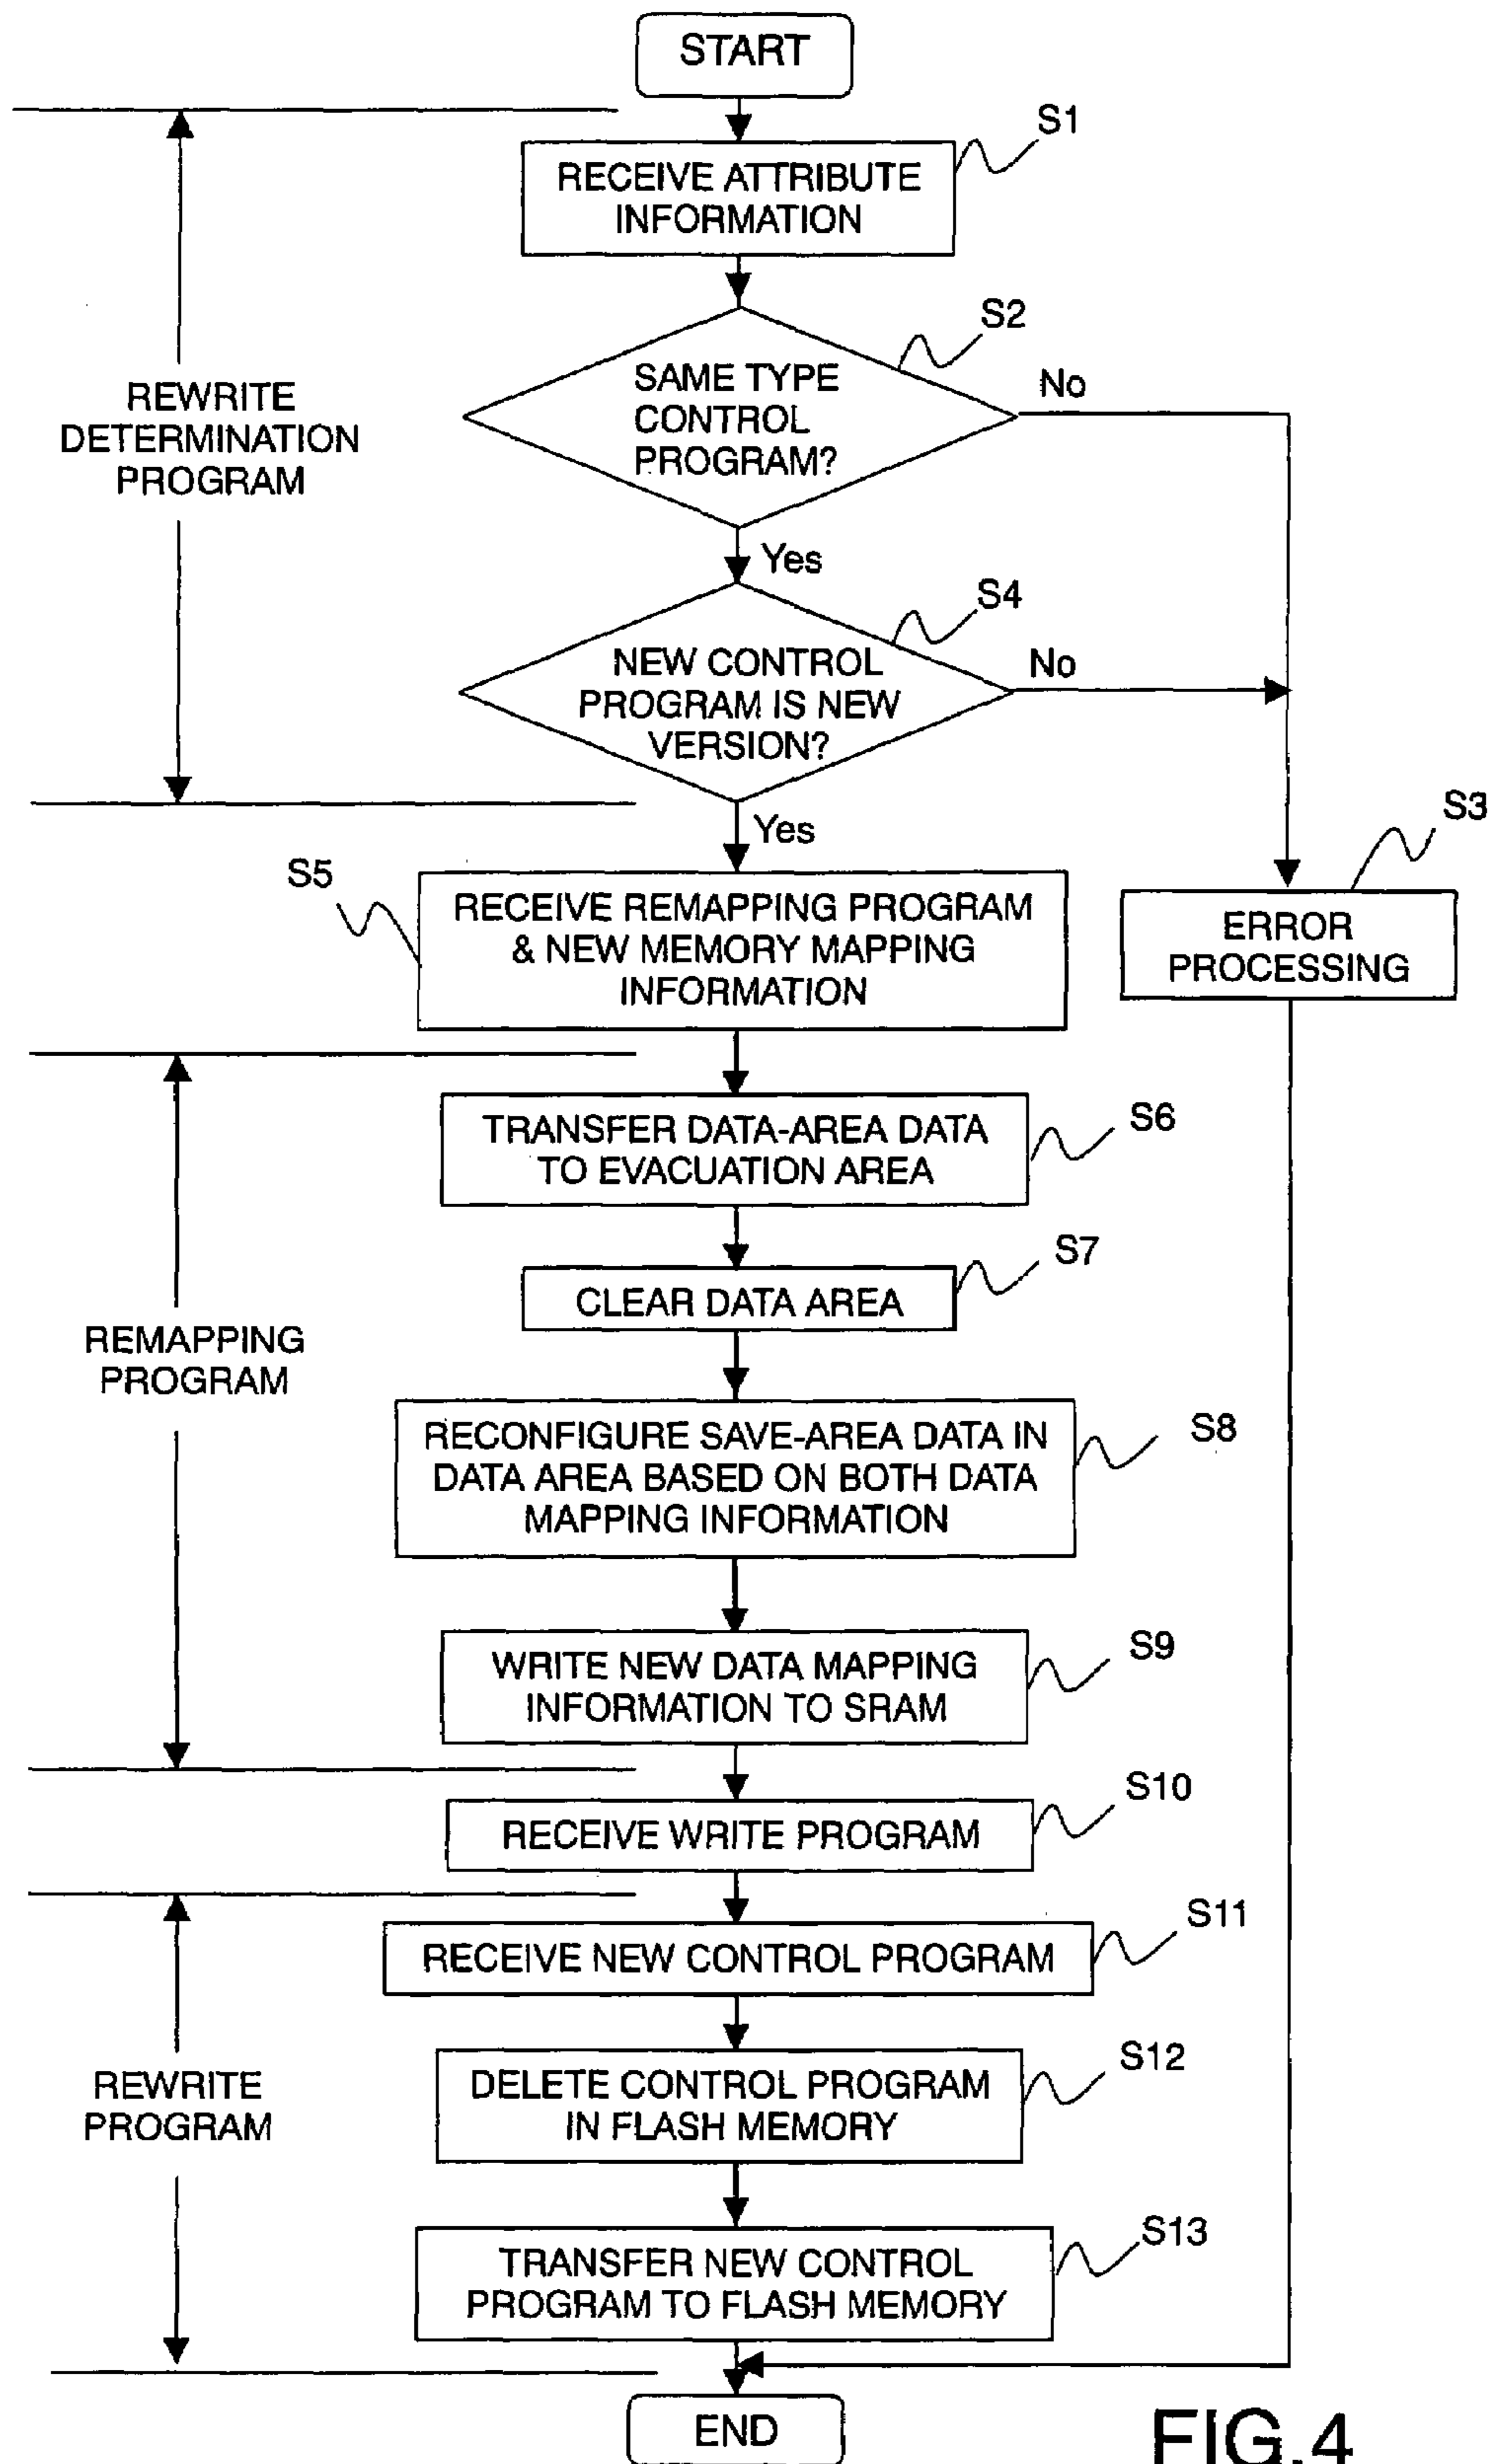 START
S1
RECEIVE ATTRIBUTE
INFORMATION
S2
SAME TYPE
CONTROL
PROGRAM?
No
REWRITE
DETERMINATION
PROGRAM
Yes
S4
NEW CONTROL
PROGRAM IS NEW
VERSION?
No
Yes
S3
ERROR
PROCESSING
S5
RECEIVE REMAPPING PROGRAM
& NEW MEMORY MAPPING
INFORMATION
S6
TRANSFER DATA-AREA DATA
TO EVACUATION AREA
S7
CLEAR DATA AREA
REMAPPING
PROGRAM
S8
RECONFIGURE SAVE-AREA DATA IN
DATA AREA BASED ON BOTH DATA
MAPPING INFORMATION
S9
WRITE NEW DATA MAPPING
INFORMATION TO SRAM
S10
RECEIVE WRITE PROGRAM
S11
RECEIVE NEW CONTROL PROGRAM
S12
DELETE CONTROL PROGRAM
IN FLASH MEMORY
REWRITE
PROGRAM
S13
TRANSFER NEW CONTROL
PROGRAM TO FLASH MEMORY
END
FIG.4